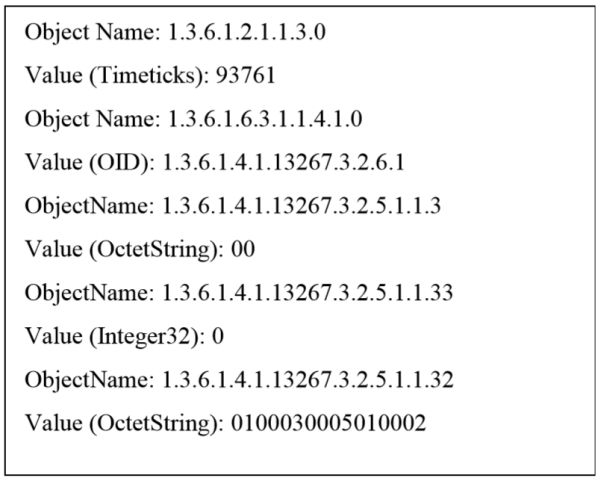 Object Name: 1.3.6.1.2.1.1.3.0
Value (Timeticks): 93761
Object Name: 1.3.6.1.6.3.1.1.4.1.0
Value (OID): 1.3.6.1.4.1.13267.3.2.6.1
ObjectName: 1.3.6.1.4.1.13267.3.2.5.1.1.3
Value (OctetString): 00
ObjectName: 1.3.6.1.4.1.13267.3.2.5.1.1.33
Value (Integer32): 0
ObjectName: 1.3.6.1.4.1.13267.3.2.5.1.1.32
Value (OctetString): 0100030005010002